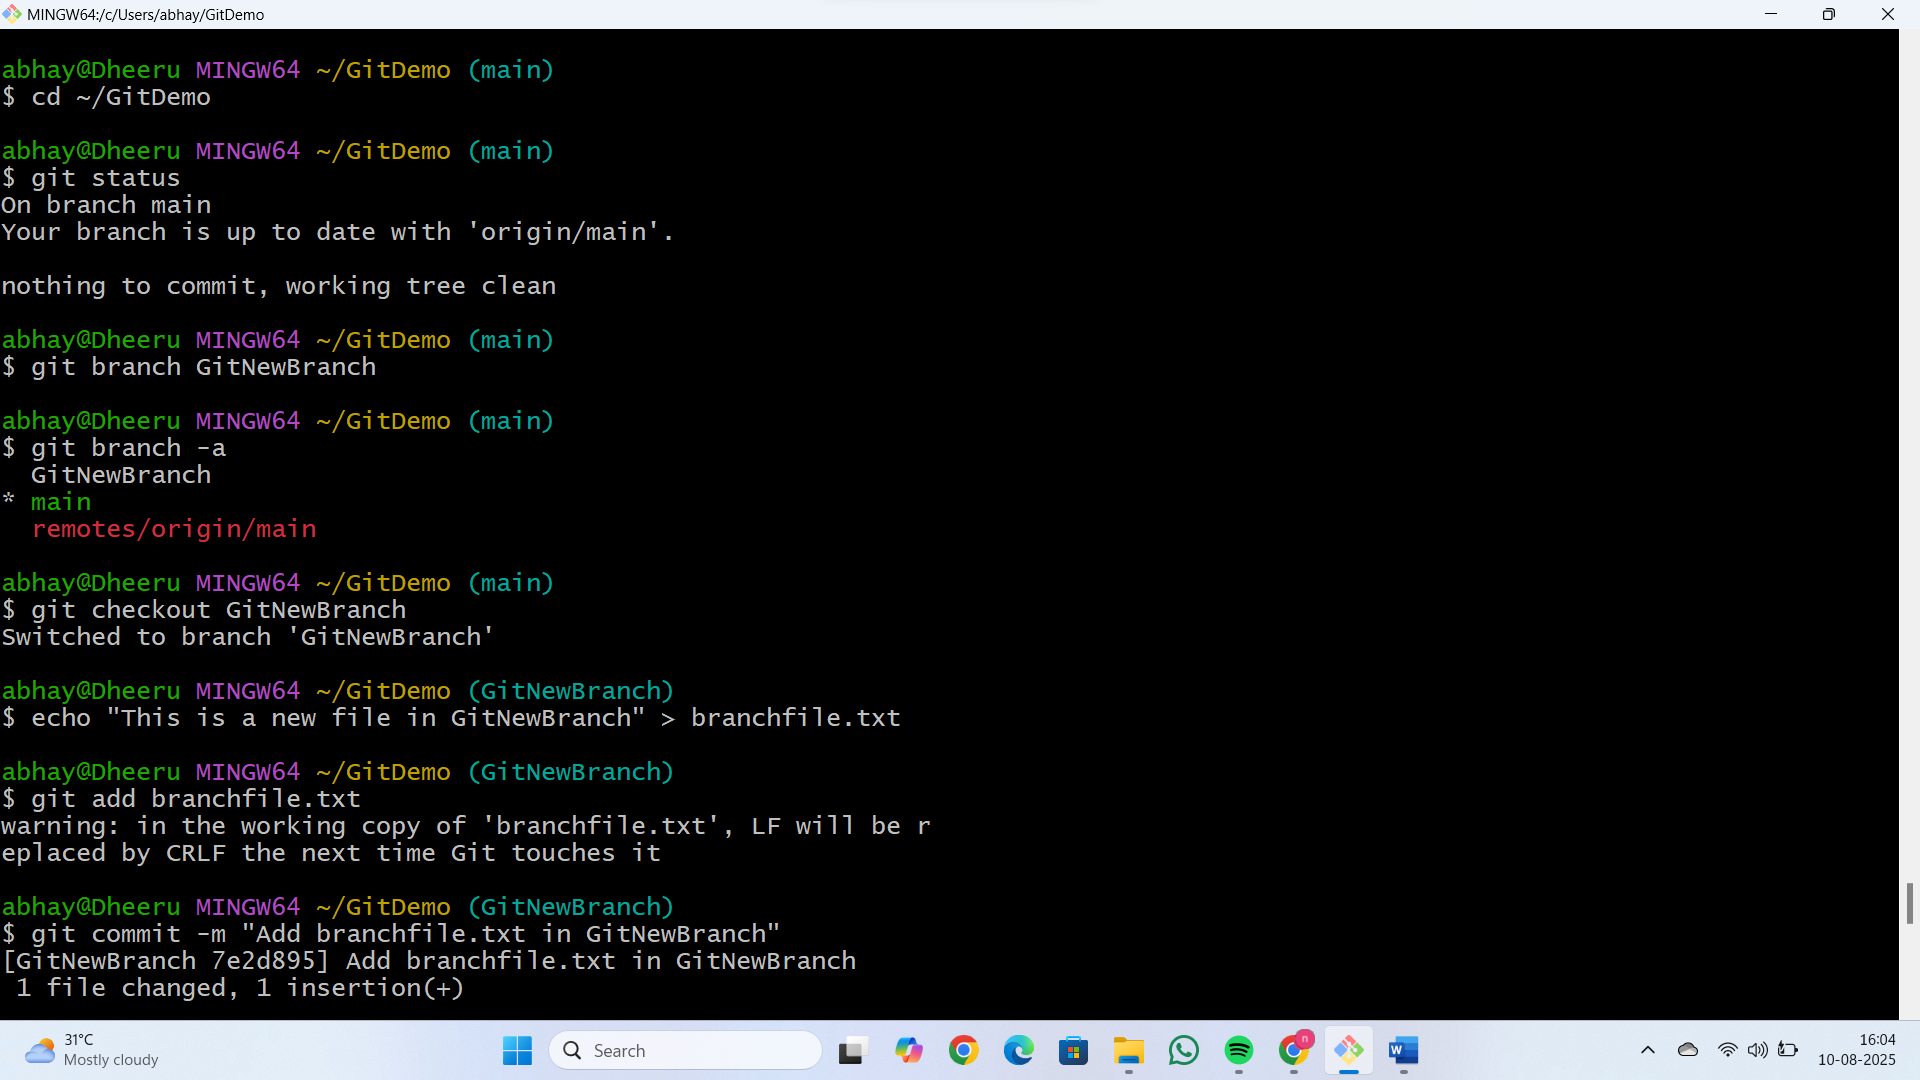 MINGW64:/c/Users/abhay/GitDemo
abhay@Dheeru MINGW64 ~/GitDemo (main)
$ cd ~/GitDemo
abhay@Dheeru MINGW64 ~/GitDemo (main)
$ git status
On branch main
Your branch is up to date with 'origin/main'.
nothing to commit, working tree clean
abhay@Dheeru MINGW64 ~/GitDemo (main)
$ git branch GitNewBranch
abhay@Dheeru MINGW64 ~/GitDemo (main)
$ git branch -a
  GitNewBranch
* main
  remotes/origin/main
abhay@Dheeru MINGW64 ~/GitDemo (main)
$ git checkout GitNewBranch
Switched to branch 'GitNewBranch'
abhay@Dheeru MINGW64 ~/GitDemo (GitNewBranch)
$ echo "This is a new file in GitNewBranch" > branchfile.txt
abhay@Dheeru MINGW64 ~/GitDemo (GitNewBranch)
$ git add branchfile.txt
warning: in the working copy of 'branchfile.txt', LF will be r
eplaced by CRLF the next time Git touches it
abhay@Dheeru MINGW64 ~/GitDemo (GitNewBranch)
$ git commit -m "Add branchfile.txt in GitNewBranch"
[GitNewBranch 7e2d895] Add branchfile.txt in GitNewBranch
 1 file changed, 1 insertion(+)
31°C
Mostly cloudy
Search
n
W
16:04
10-08-2025